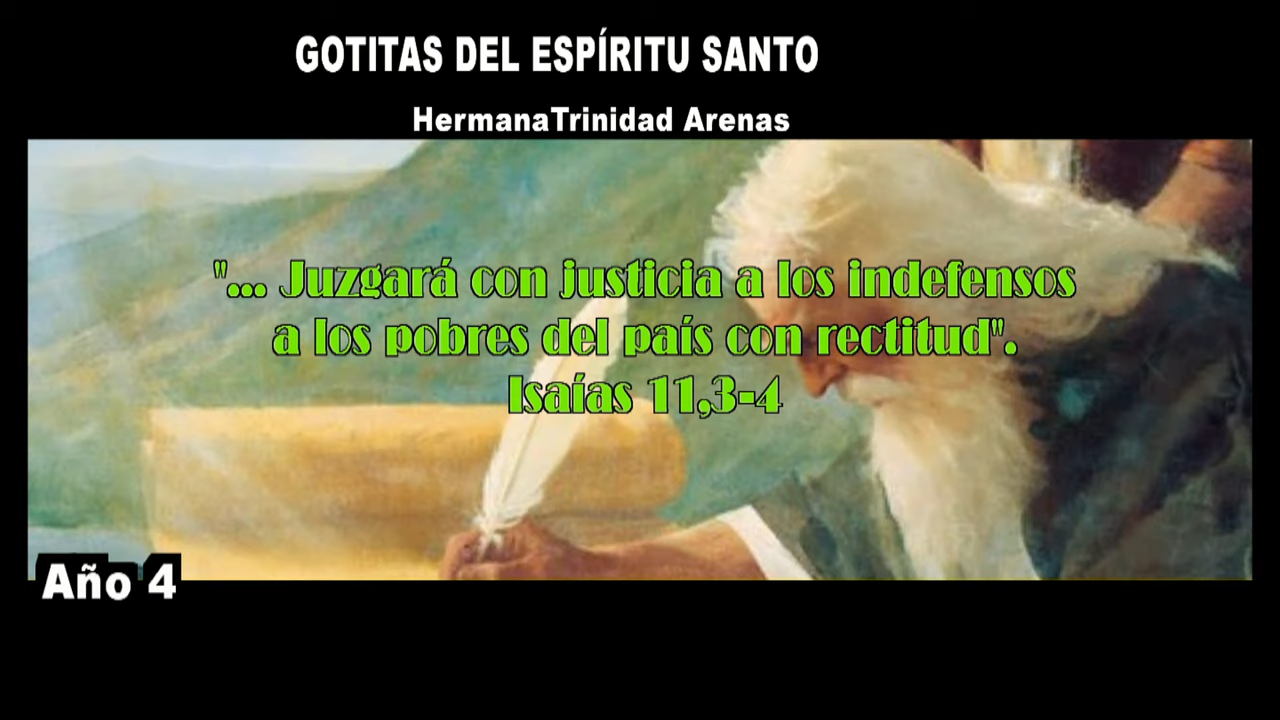 GOTITAS DEL ESPÍRITU SANTO
HermanaTrinidad Arenas
"... Juzgará con justicia a los indefensos
a los pobres del país con rectitud".
Isaías 11,3-4
Año 4